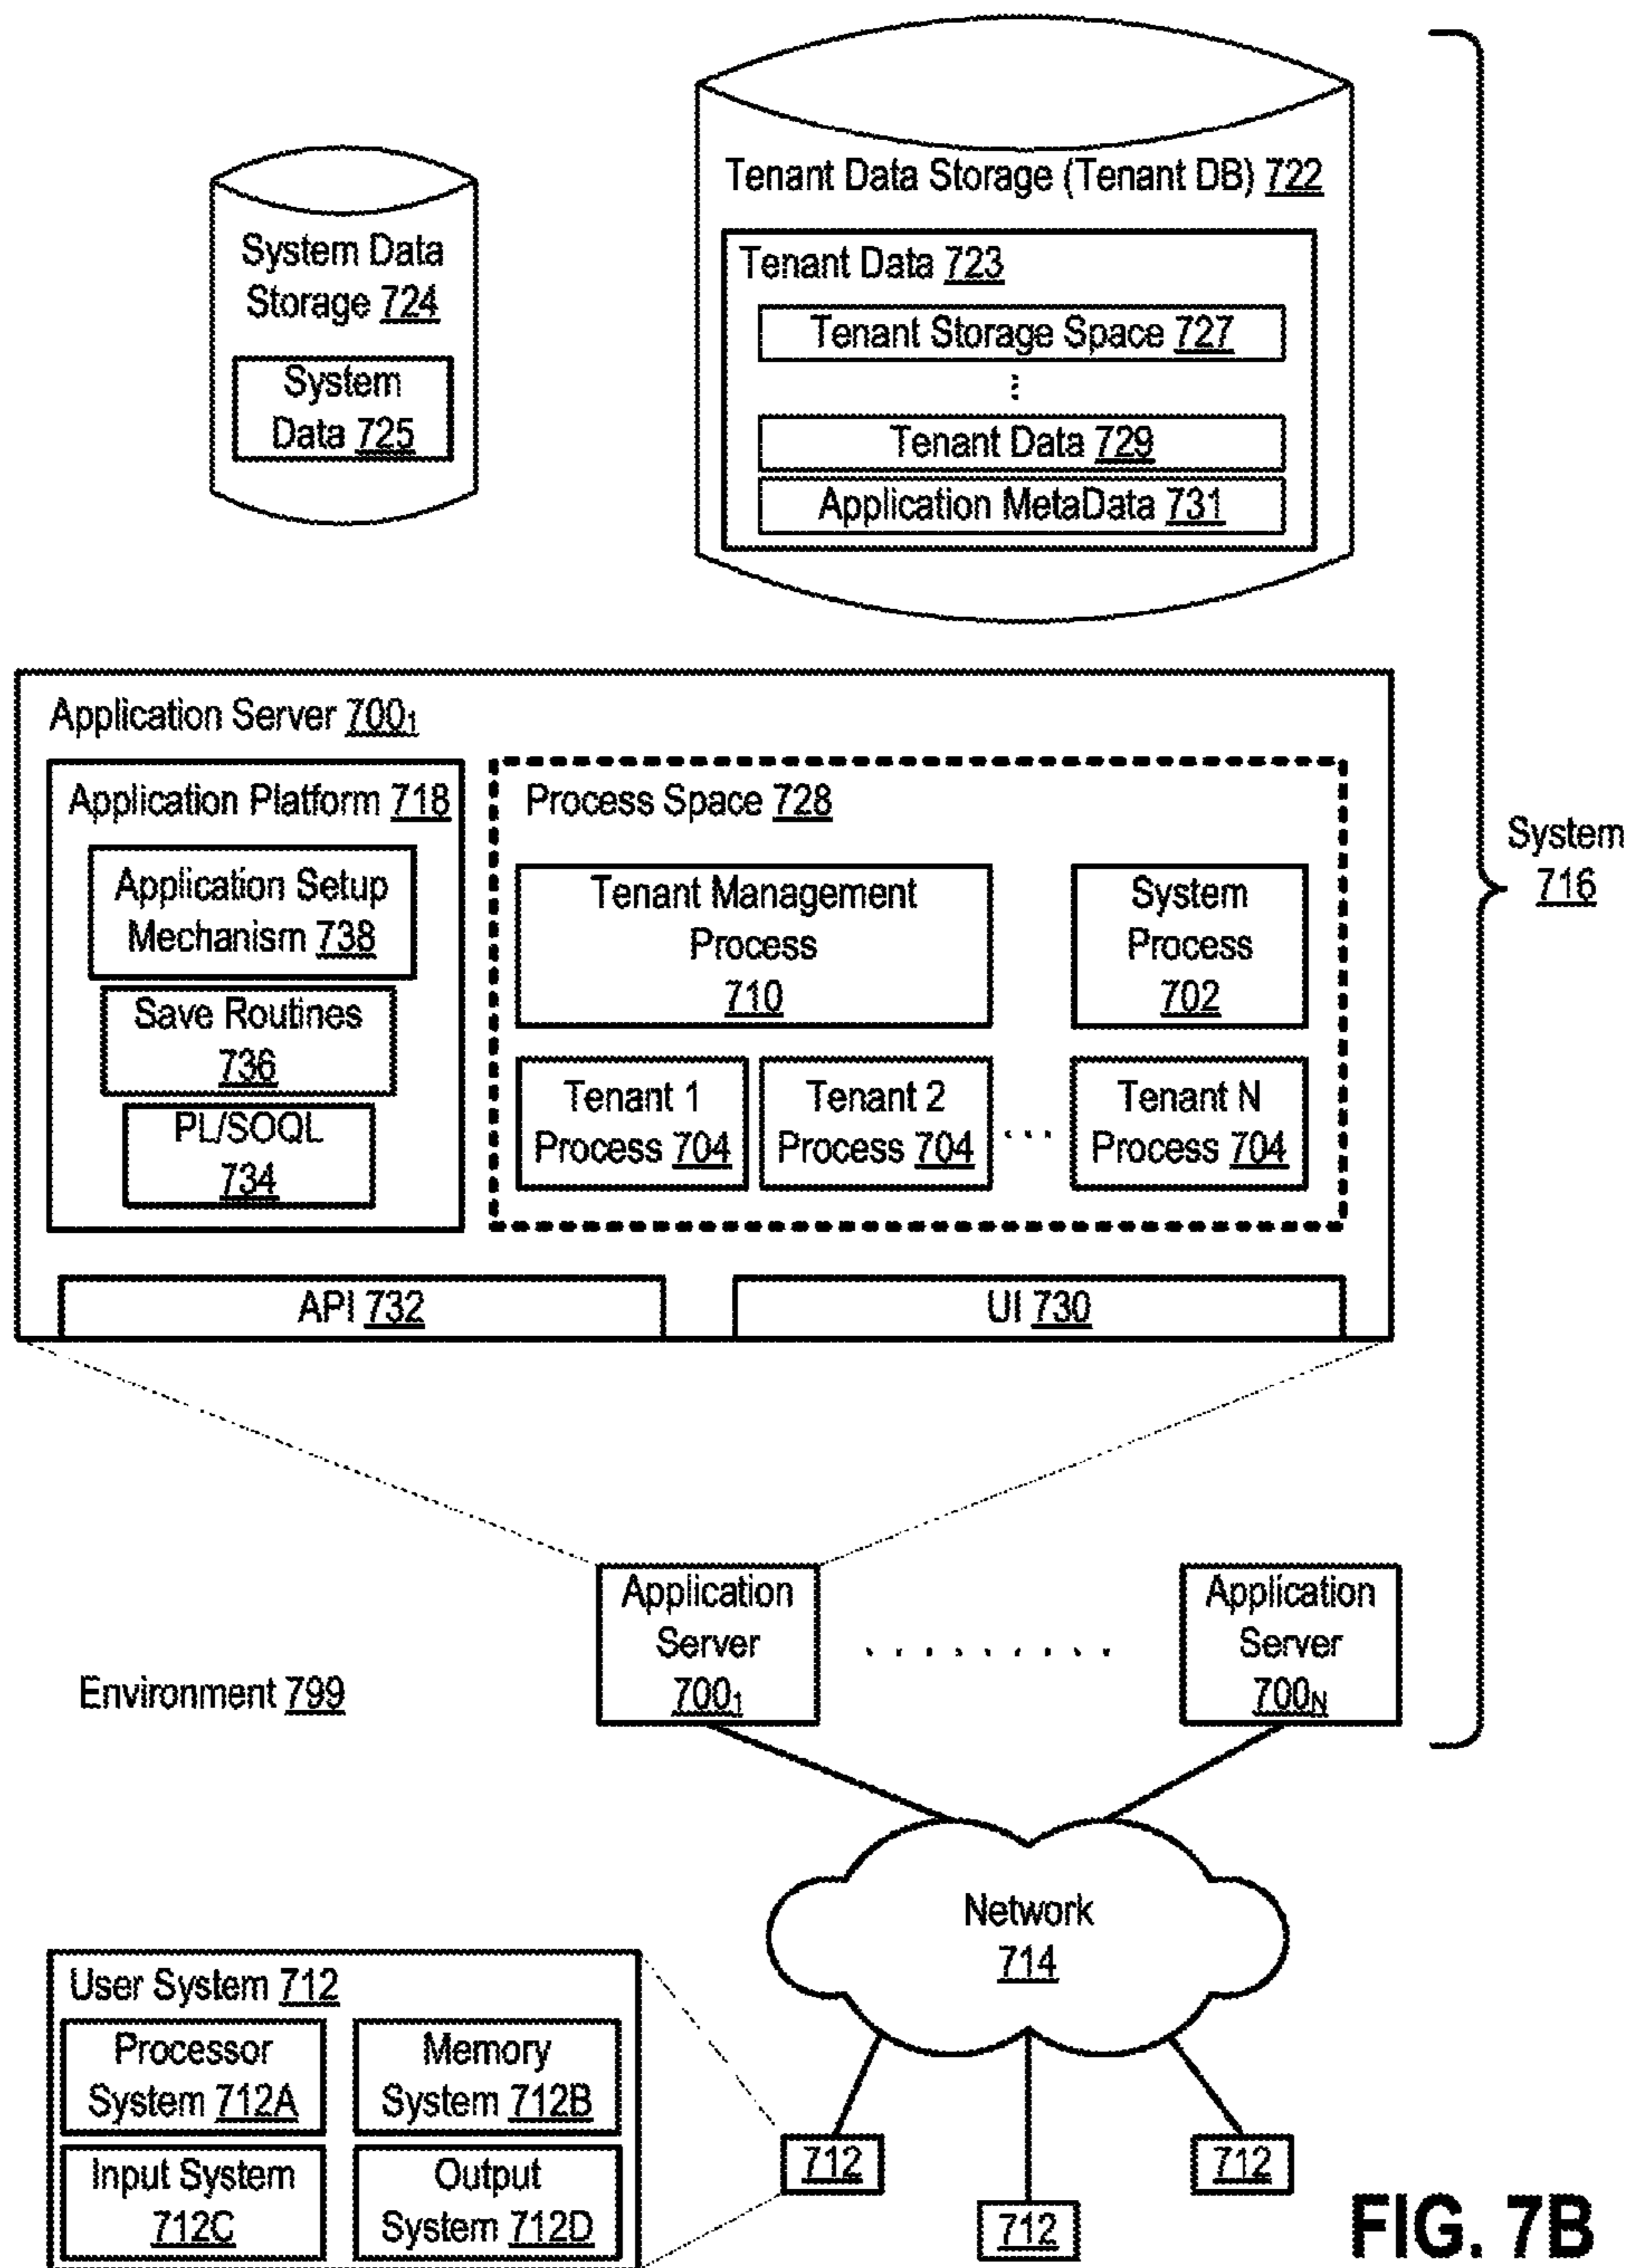 Tenant Data Storage (Tenant DB) 722
System Data
Storage 724
System
Data 725
Tenant Data 723
Tenant Storage Space 727
⋮
Tenant Data 729
Application MetaData 731
System
716
Application Server 700₁
Application Platform 718
Application Setup
Mechanism 738
Save Routines
736
PL/SOQL
734
Process Space 728
Tenant Management
Process
710
System
Process
702
Tenant 1
Process 704
Tenant 2
Process 704
...
Tenant N
Process 704
API 732
UI 730
Application
Server
700₁
.........
Application
Server
700N
Environment 799
Network
714
User System 712
Processor
System 712A
Memory
System 712B
Input System
712C
Output
System 712D
712
712
712
FIG. 7B